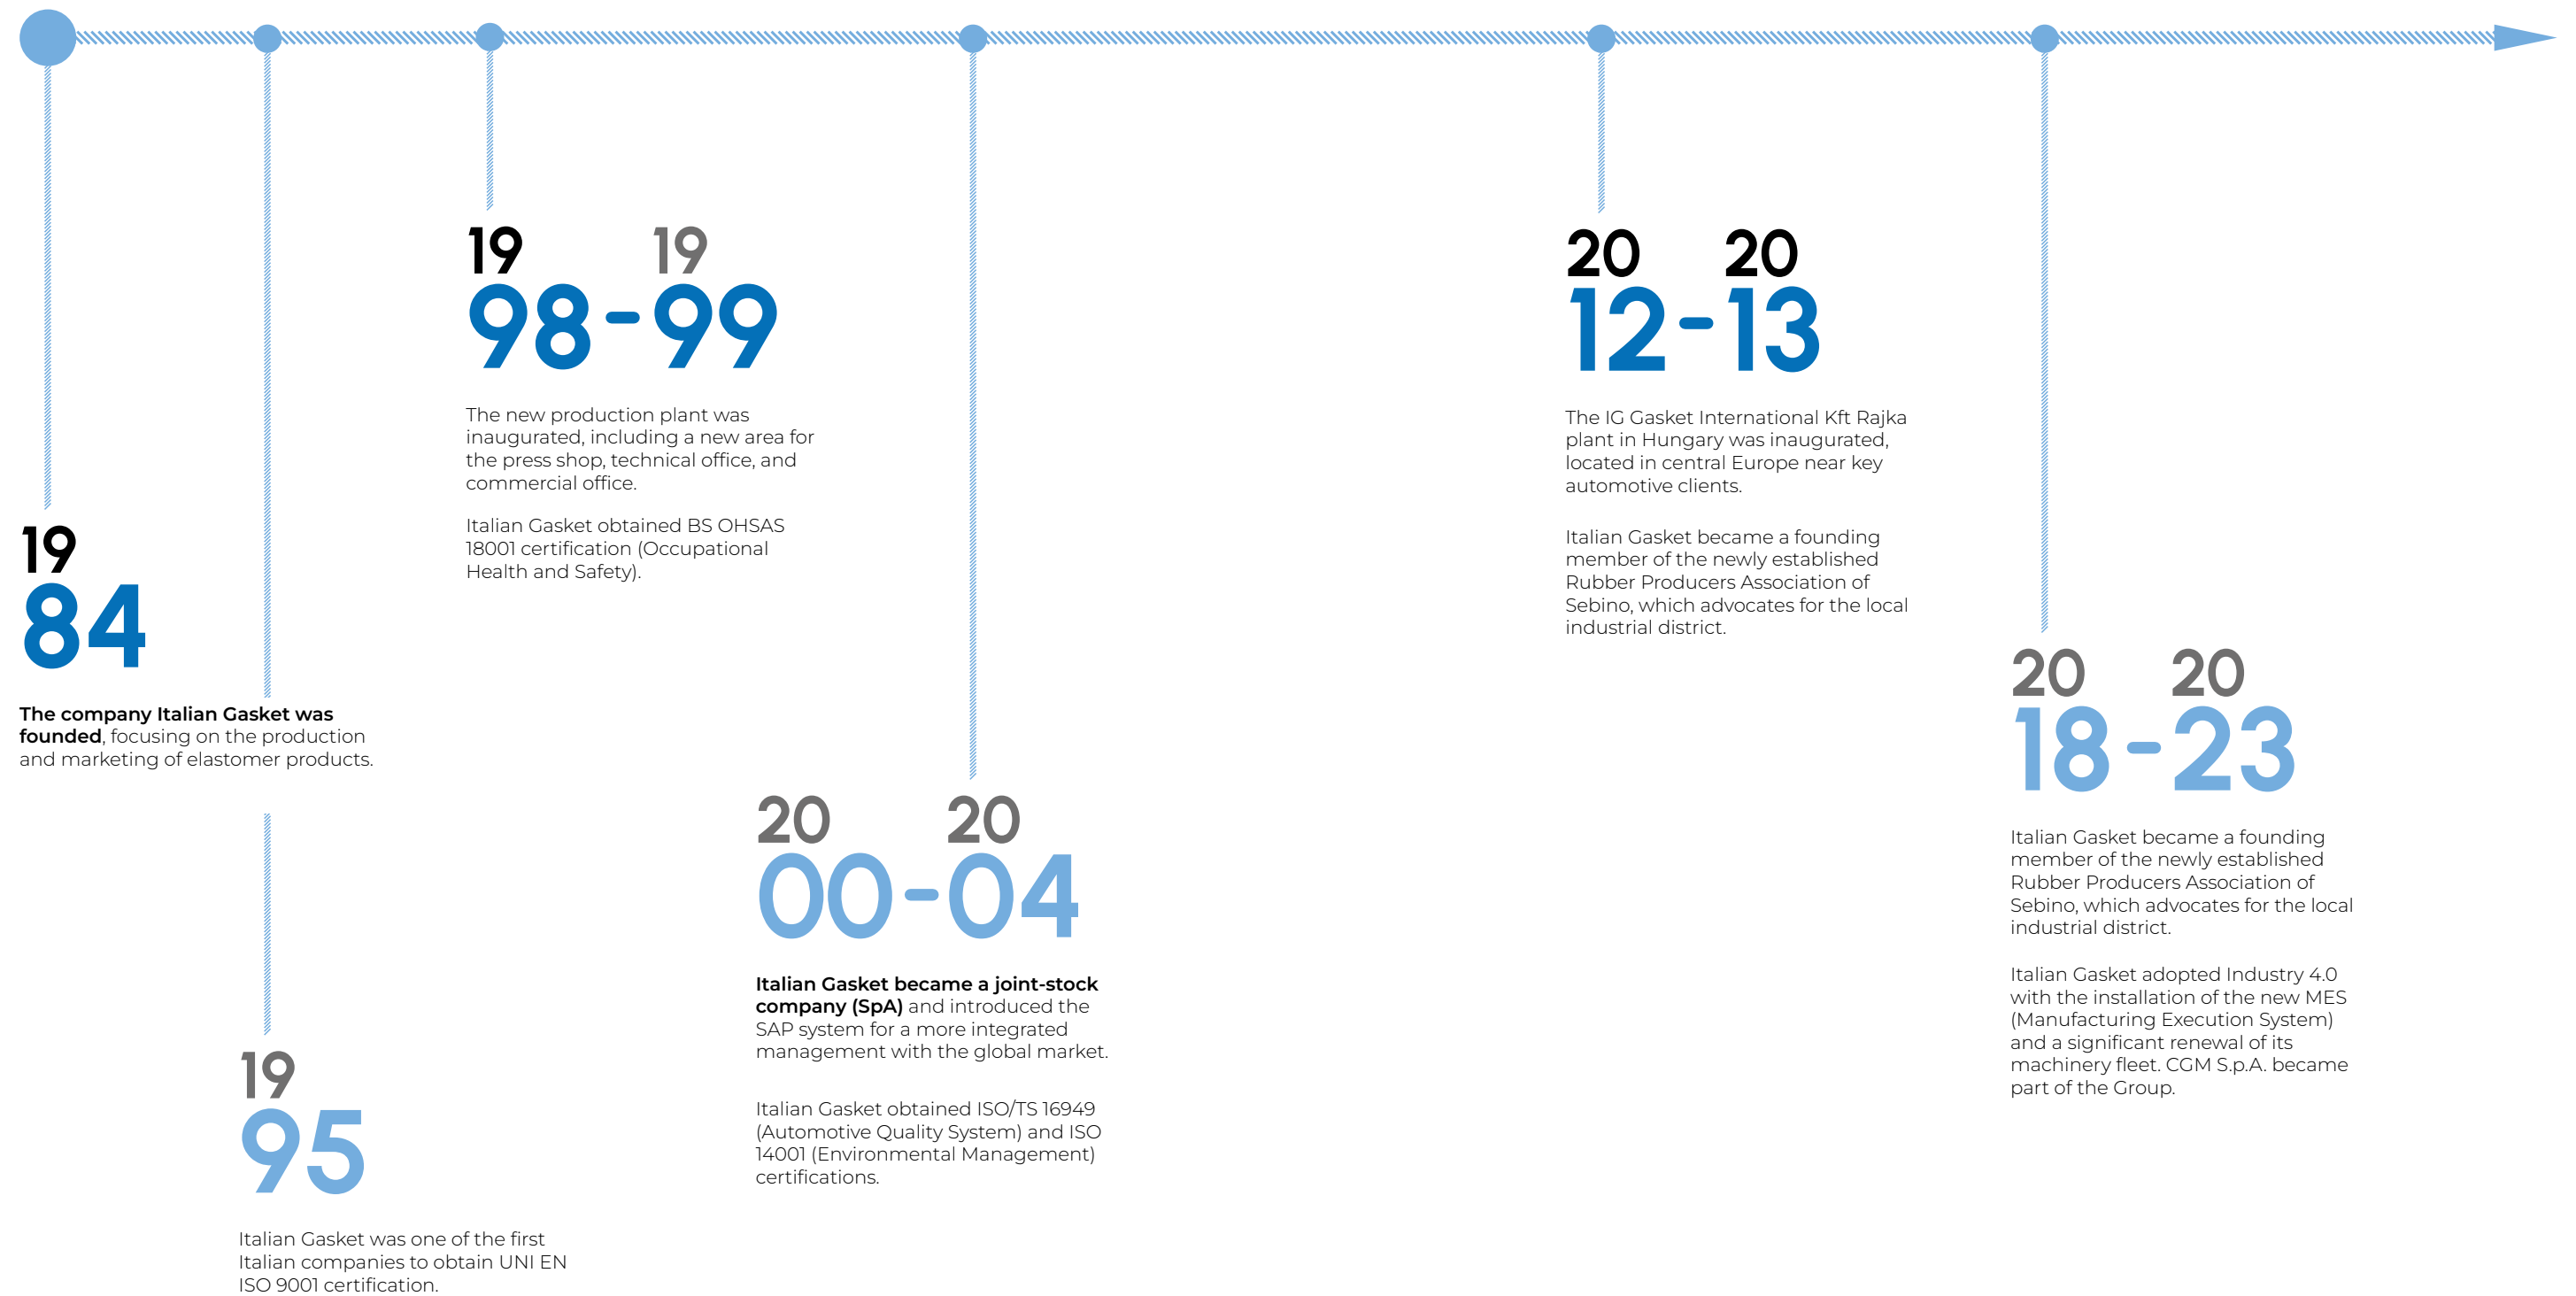 19
84
The company Italian Gasket was
founded, focusing on the production
and marketing of elastomer products.
19
95
Italian Gasket was one of the first
Italian companies to obtain UNI EN
ISO 9001 certification.
19 19
98-99
The new production plant was
inaugurated, including a new area for
the press shop, technical office, and
commercial office.
Italian Gasket obtained BS OHSAS
18001 certification (Occupational
Health and Safety).
20 20
00-04
Italian Gasket became a joint-stock
company (SpA) and introduced the
SAP system for a more integrated
management with the global market.
Italian Gasket obtained ISO/TS 16949
(Automotive Quality System) and ISO
14001 (Environmental Management)
certifications.
20 20
12-13
The IG Gasket International Kft Rajka
plant in Hungary was inaugurated,
located in central Europe near key
automotive clients.
Italian Gasket became a founding
member of the newly established
Rubber Producers Association of
Sebino, which advocates for the local
industrial district.
20 20
18-23
Italian Gasket became a founding
member of the newly established
Rubber Producers Association of
Sebino, which advocates for the local
industrial district.
Italian Gasket adopted Industry 4.0
with the installation of the new MES
(Manufacturing Execution System)
and a significant renewal of its
machinery fleet. CGM S.p.A. became
part of the Group.